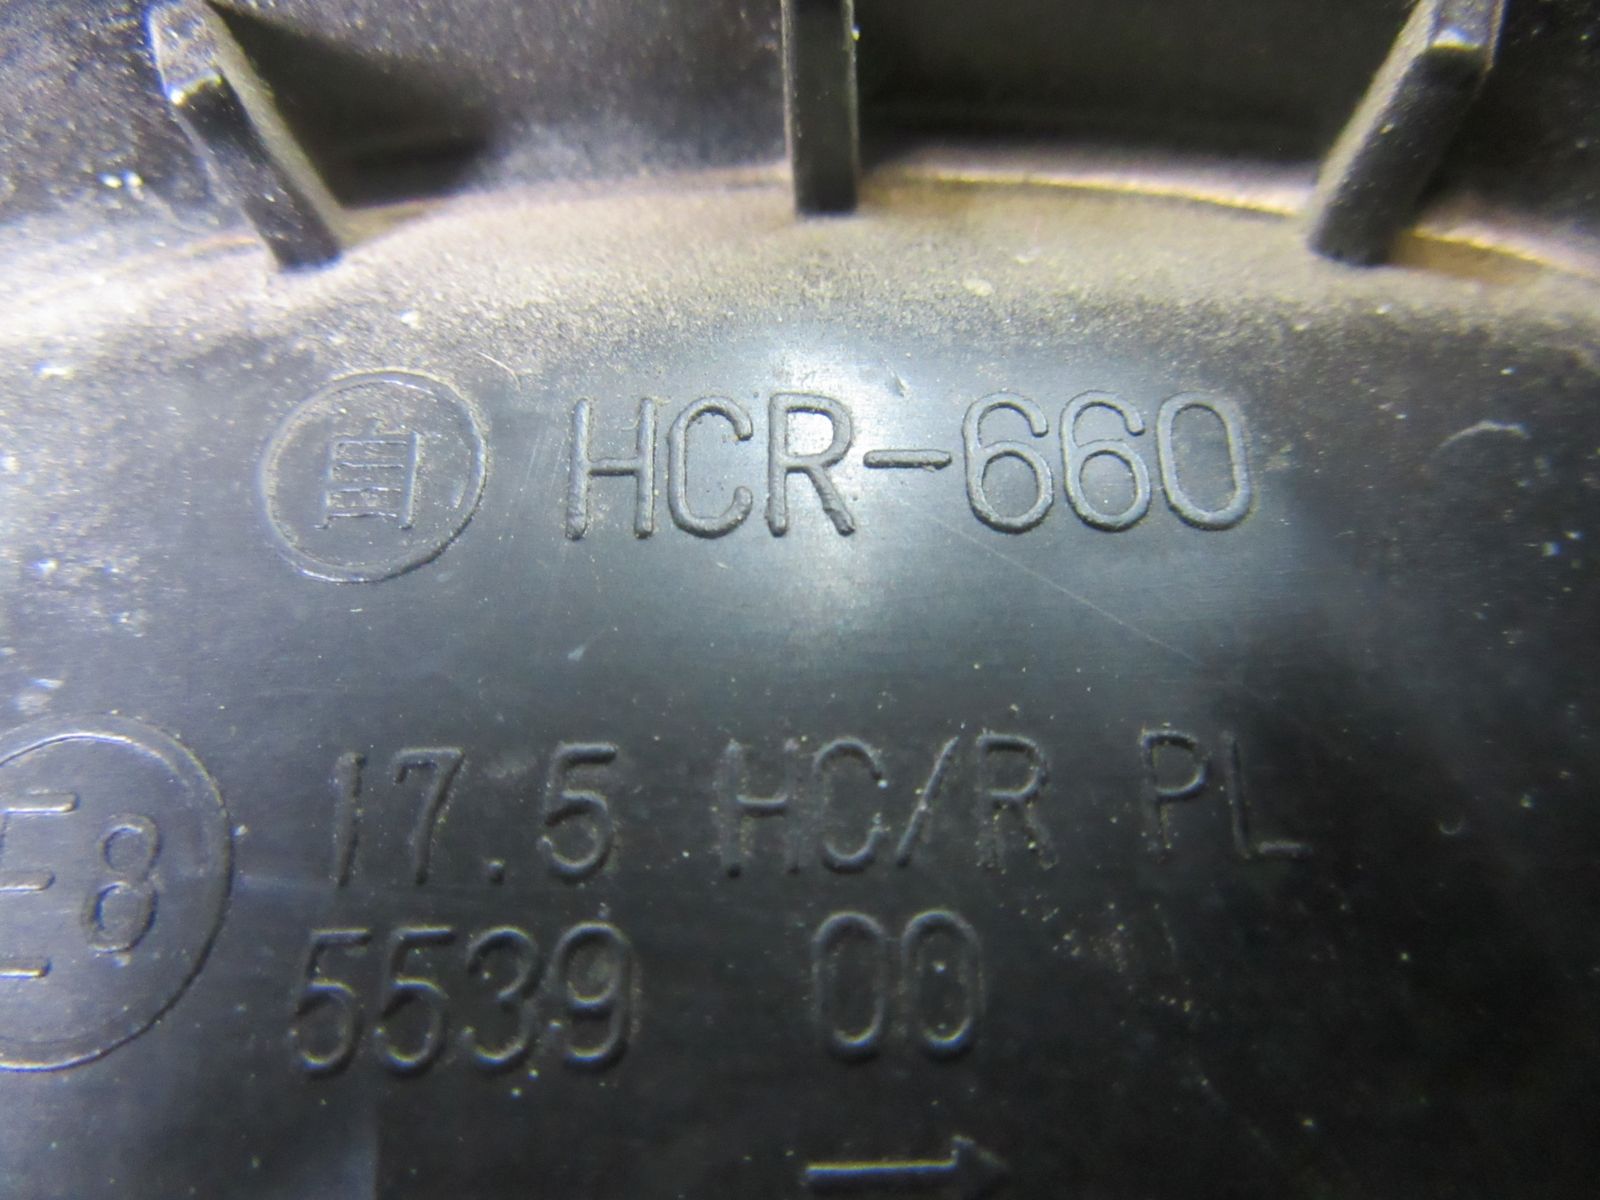 HCR-660
E8 17.5 HC/R PL
5539 00
→